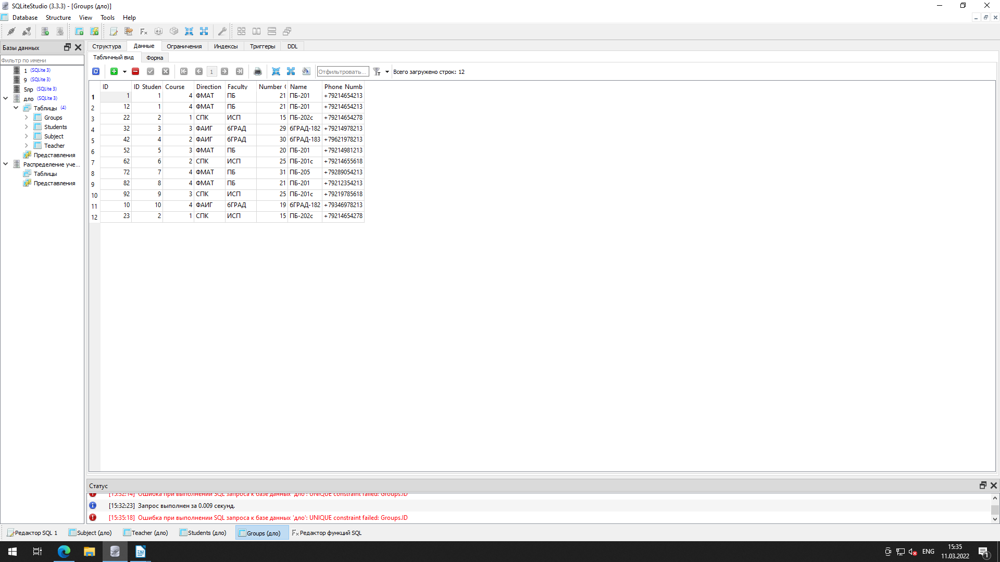 SQLiteStudio (3.3.3) - [Groups (дло)]
Database Structure View Tools Help
Базы данных
Фильтр по имени
1 (SQLite 3)
9 (SQLite 3)
5лр (SQLite 3)
дло (SQLite 3)
Таблицы (4)
Groups
Students
Subject
Teacher
Представления
Распределение уче...
Таблицы
Представления
Структура Данные Ограничения Индексы Триггеры DDL
Табличный вид Форма
1 Отфильтровать... Всего загружено строк: 12
ID ID Studen Course Direction Faculty Number Name Phone Numb
1 1 1 4 ФМАТ ПБ 21 ПБ-201 +79214654213
2 12 1 4 ФМАТ ПБ 21 ПБ-201 +79214654213
3 22 2 1 СПК ИСП 15 ПБ-202с +79214654278
4 32 3 3 ФАИГ 6ГРАД 29 6ГРАД-182 +79214978213
5 42 4 2 ФАИГ 6ГРАД 30 6ГРАД-183 +79621978213
6 52 5 3 ФМАТ ПБ 20 ПБ-201 +79214981213
7 62 6 2 СПК ИСП 25 ПБ-201с +79214655618
8 72 7 4 ФМАТ ПБ 31 ПБ-205 +79289054213
9 82 8 4 ФМАТ ПБ 21 ПБ-201 +79212354213
10 92 9 3 СПК ИСП 25 ПБ-201с +79219785618
11 10 10 4 ФАИГ 6ГРАД 19 6ГРАД-182 +79346978213
12 23 2 1 СПК ИСП 15 ПБ-202с +79214654278
Статус
[15:32:14] Ошибка при выполнении SQL запроса к базе данных 'дло': UNIQUE constraint failed: Groups.ID
[15:32:23] Запрос выполнен за 0.009 секунд.
[15:35:18] Ошибка при выполнении SQL запроса к базе данных 'дло': UNIQUE constraint failed: Groups.ID
Редактор SQL 1 Subject (дло) Teacher (дло) Students (дло) Groups (дло) Редактор функций SQL
ENG 15:35
11.03.2022
1